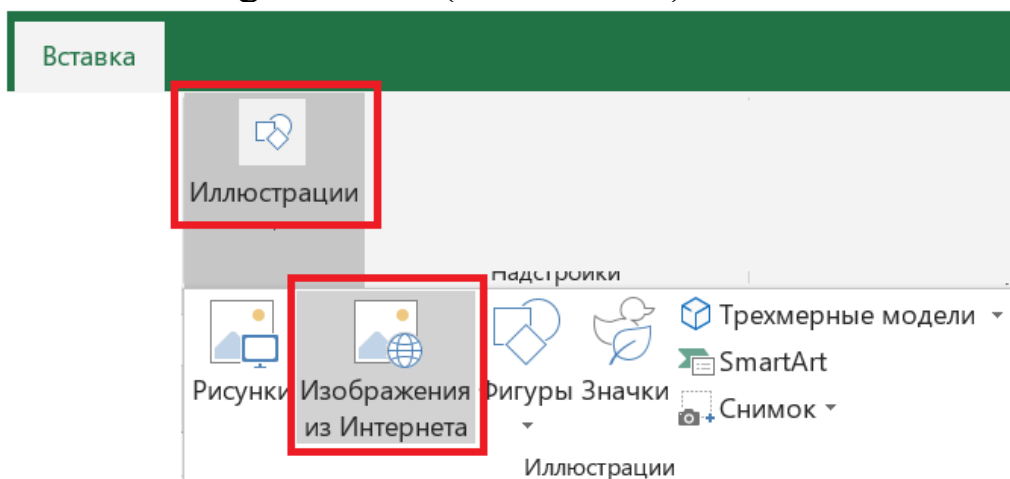 Вставка
Иллюстрации
Надстройки
Рисунки
Изображения
из Интернета
Фигуры
Значки
Трехмерные модели
SmartArt
Снимок
Иллюстрации